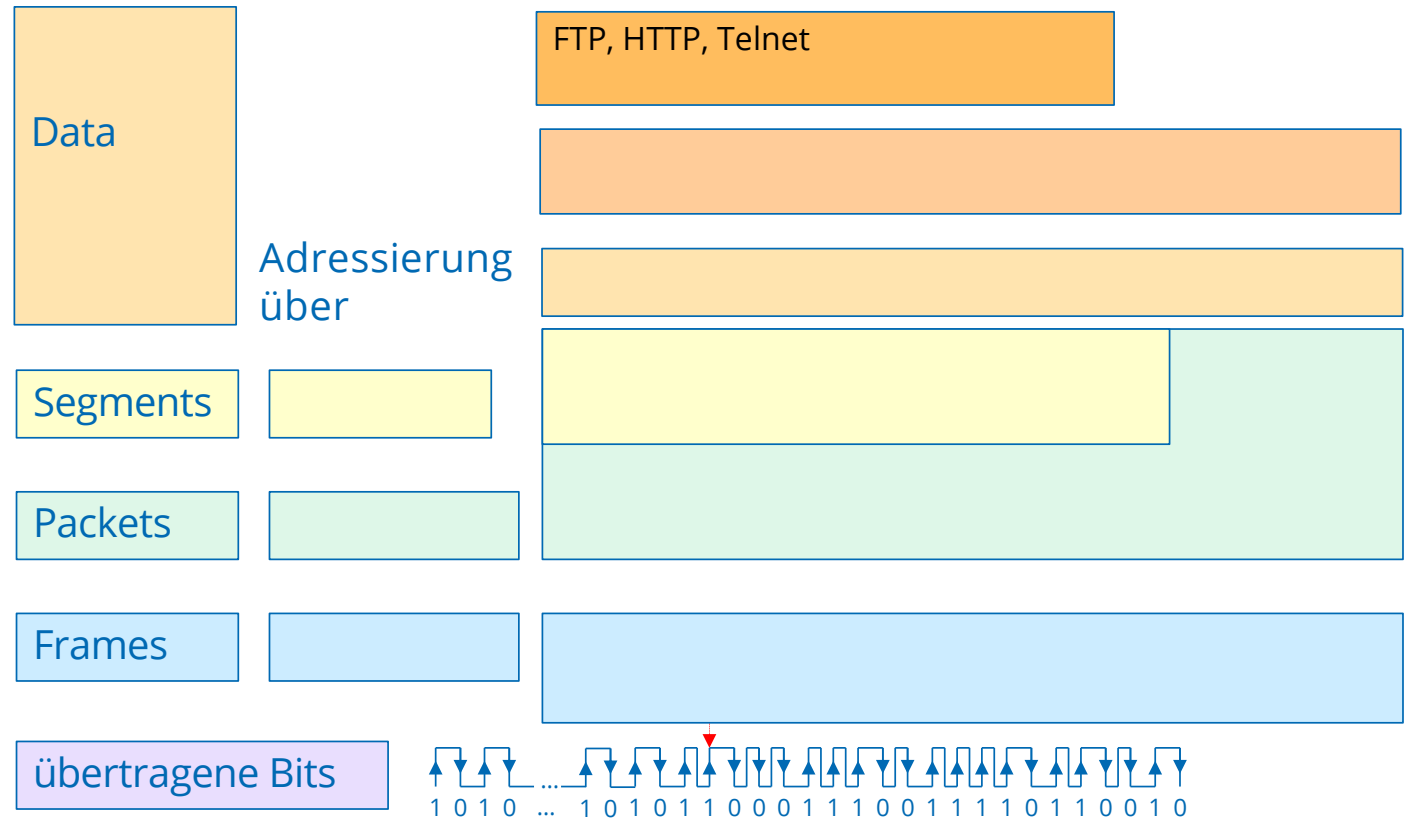 FTP, HTTP, Telnet
Data
Adressierung
über
Segments
Packets
Frames
übertragene Bits
1 0 1 0 ... 1 0 1 0 1 1 0 0 0 1 1 1 0 0 1 1 1 1 0 1 1 0 0 1 0
...